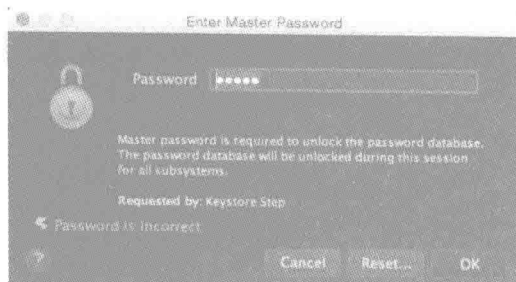 Enter Master Password
Password •••••
Master password is required to unlock the password database.
The password database will be unlocked during this session
for all subsystems.
Requested by: Keystore Step
Password is Incorrect
?
Cancel Reset... OK